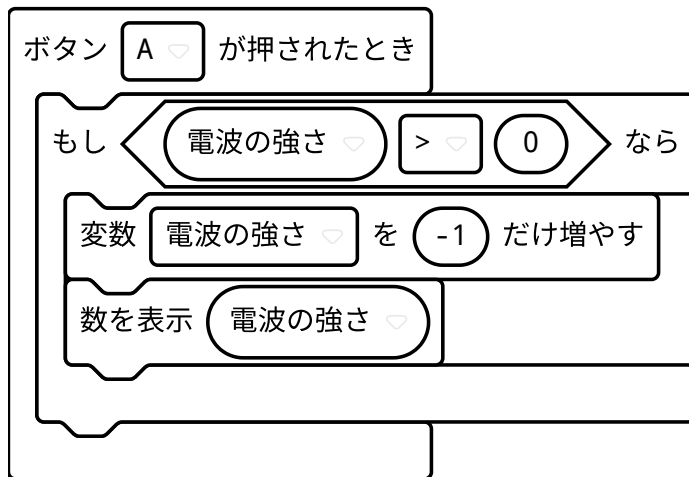 ボタン A が押されたとき
もし 電波の強さ > 0 なら
変数 電波の強さ を -1 だけ増やす
数を表示 電波の強さ